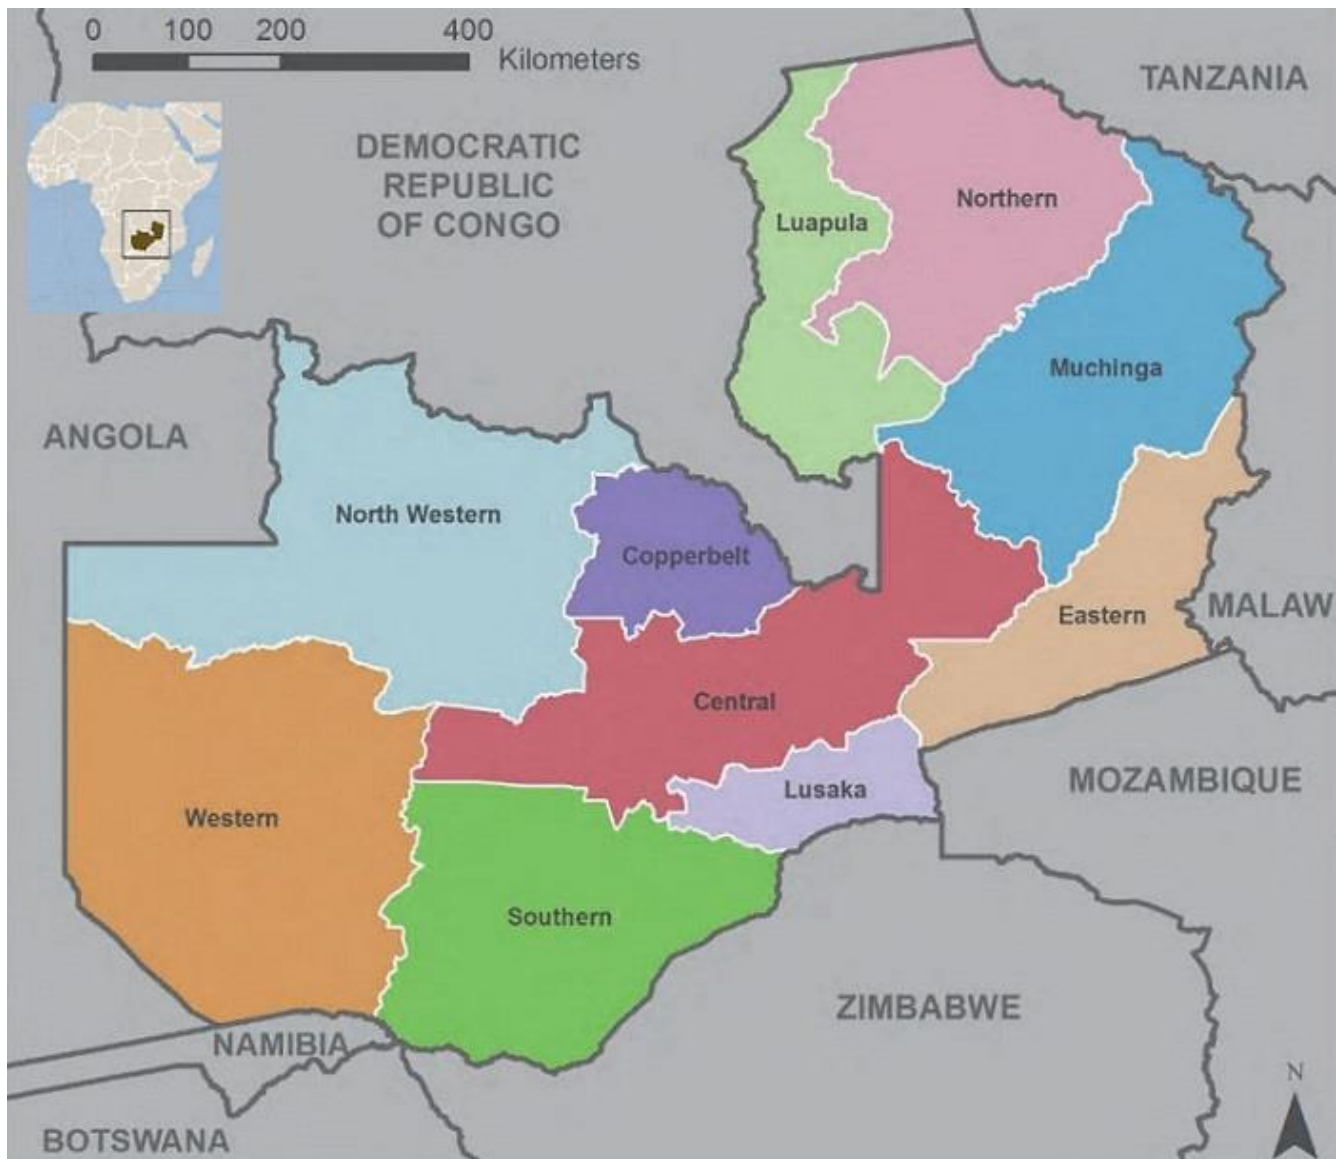 0 100 200 400
Kilometers
TANZANIA
DEMOCRATIC
REPUBLIC
OF CONGO
Northern
Luapula
Muchinga
ANGOLA
North Western
Copperbelt
MALAW
Eastern
Central
MOZAMBIQUE
Lusaka
Western
Southern
ZIMBABWE
NAMIBIA
N
BOTSWANA